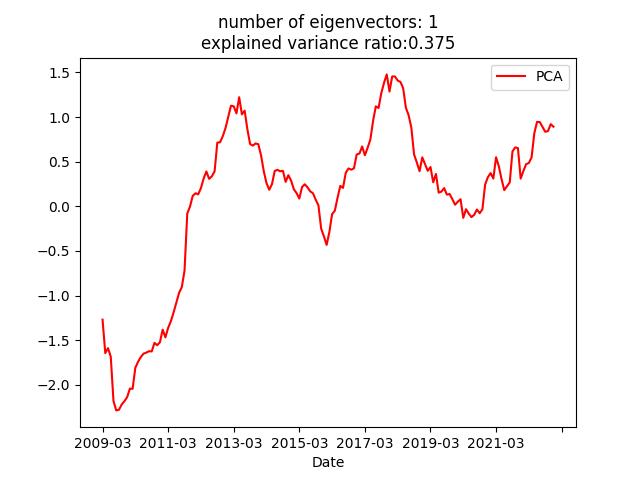 number of eigenvectors: 1
explained variance ratio:0.375
PCA
1.5
1.0
0.5
0.0
−0.5
−1.0
−1.5
−2.0
2009-03 2011-03 2013-03 2015-03 2017-03 2019-03 2021-03
Date